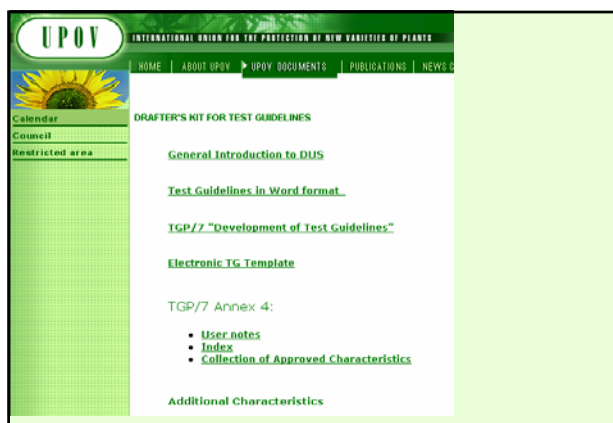 UPOV
INTERNATIONAL UNION FOR THE PROTECTION OF NEW VARIETIES OF PLANTS
HOME | ABOUT UPOV | UPOV DOCUMENTS | PUBLICATIONS | NEWS
Calendar
Council
Restricted area
DRAFTER'S KIT FOR TEST GUIDELINES
General Introduction to DUS
Test Guidelines in Word format
TGP/7 "Development of Test Guidelines"
Electronic TG Template
TGP/7 Annex 4:
• User notes
• Index
• Collection of Approved Characteristics
Additional Characteristics